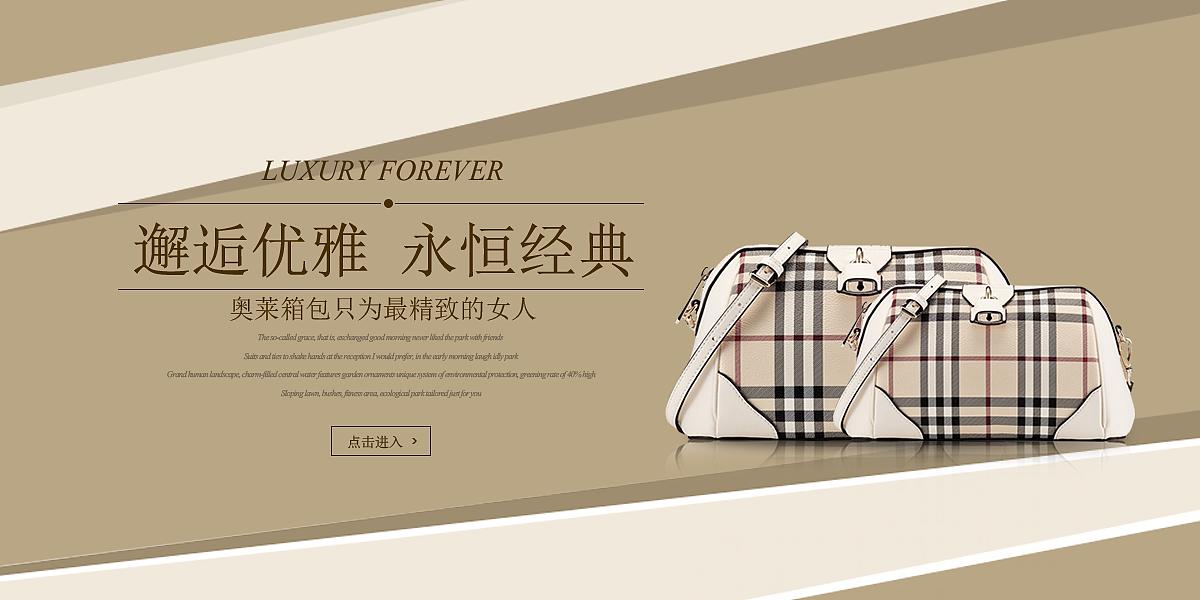 LUXURY FOREVER
邂逅优雅 永恒经典
奥莱箱包只为最精致的女人
The so-called grace, that is, exchanged good morning never liked the park with friends
Suits and ties to shake hands at the reception I would prefer, in the early morning laugh idly park
Grand human landscape, charm-filled central water features garden ornaments unique system of environmental protection, greening rate of 40% high
Sloping lawn, bushes, fitness area, ecological park tailored just for you
点击进入 >